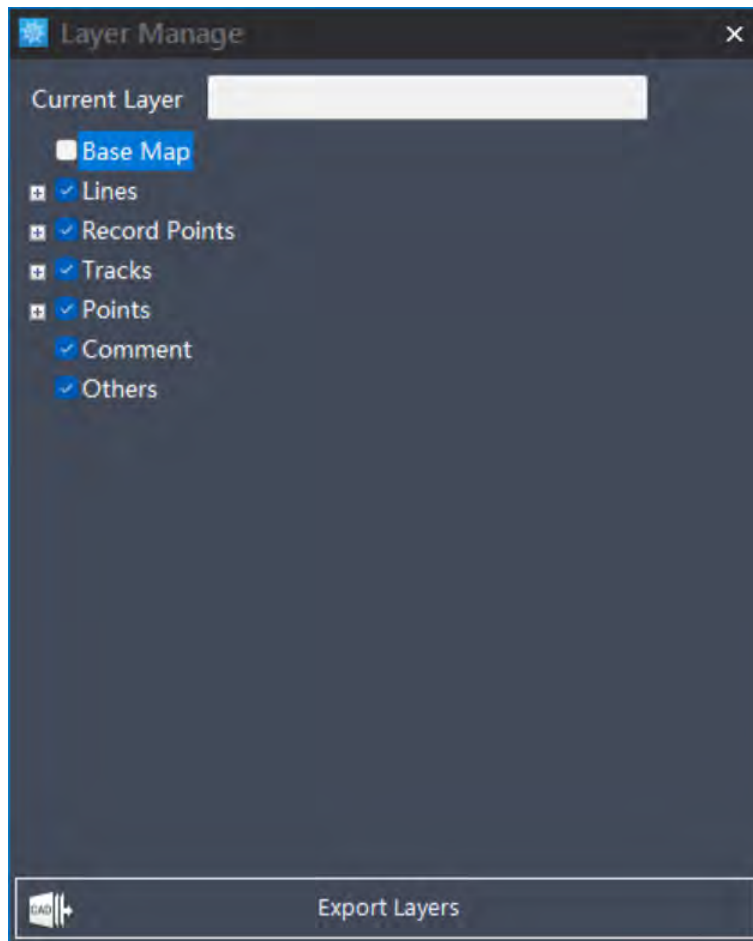 Layer Manage
Current Layer
Base Map
Lines
Record Points
Tracks
Points
Comment
Others
CAD
Export Layers